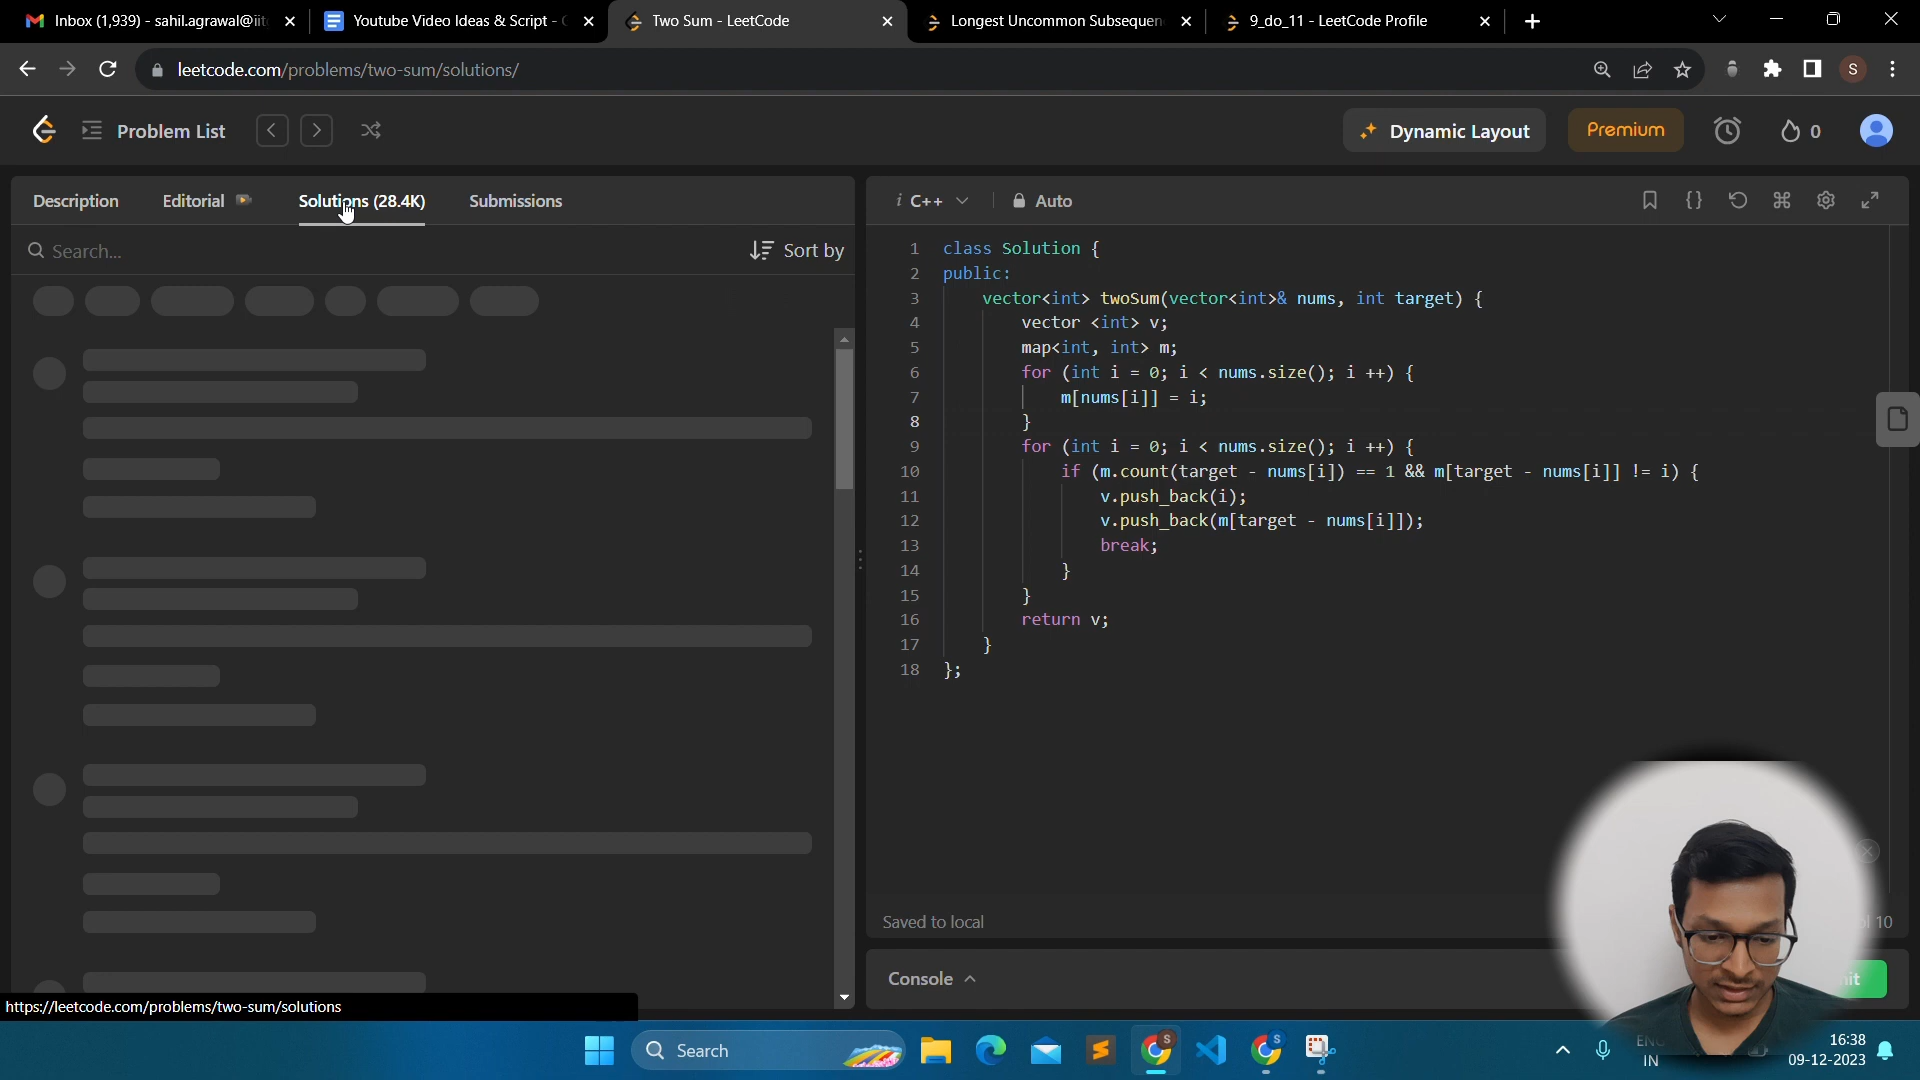 Inbox (1,939) - sahil.agrawal@iit
Youtube Video Ideas & Script -
Two Sum - LeetCode
Longest Uncommon Subsequen
9_do_11 - LeetCode Profile
leetcode.com/problems/two-sum/solutions/
S
Problem List
Dynamic Layout
Premium
0
Description
Editorial
Solutions (28.4K)
Submissions
Search...
Sort by
i C++
Auto
1 class Solution {
2 public:
3 vector<int> twoSum(vector<int>& nums, int target) {
4 vector <int> v;
5 map<int, int> m;
6 for (int i = 0; i < nums.size(); i ++) {
7 m[nums[i]] = i;
8 }
9 for (int i = 0; i < nums.size(); i ++) {
10 if (m.count(target - nums[i]) == 1 && m[target - nums[i]] != i) {
11 v.push_back(i);
12 v.push_back(m[target - nums[i]]);
13 break;
14 }
15 }
16 return v;
17 }
18 };
Saved to local
10
Console
https://leetcode.com/problems/two-sum/solutions
Search
ENG
IN
16:38
09-12-2023